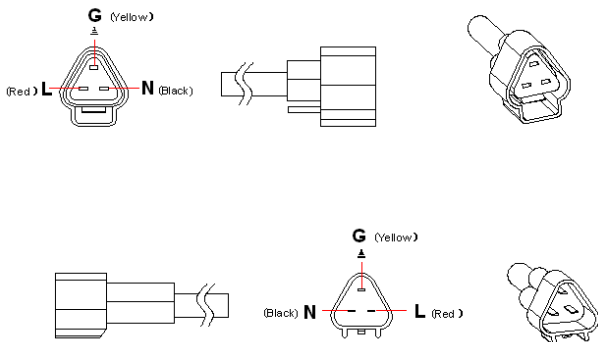 G (Yellow)
(Red) L
N (Black)
G (Yellow)
(Black) N
L (Red)